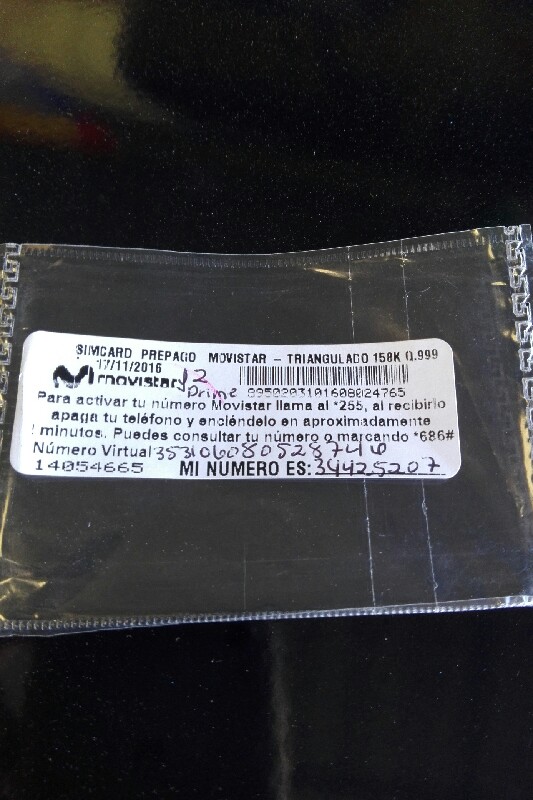 SIMCARD PREPAGO MOVISTAR - TRIANGULADO 158K Q.999
17/11/2016
movistar J2
Prime 8950203101608024765
Para activar tu número Movistar llama al *255, al recibirlo
apaga tu teléfono y enciéndelo en aproximadamente
minutos. Puedes consultar tu número o marcando *686#
Número Virtual 353106080528746
14054665 MI NUMERO ES: 34425207